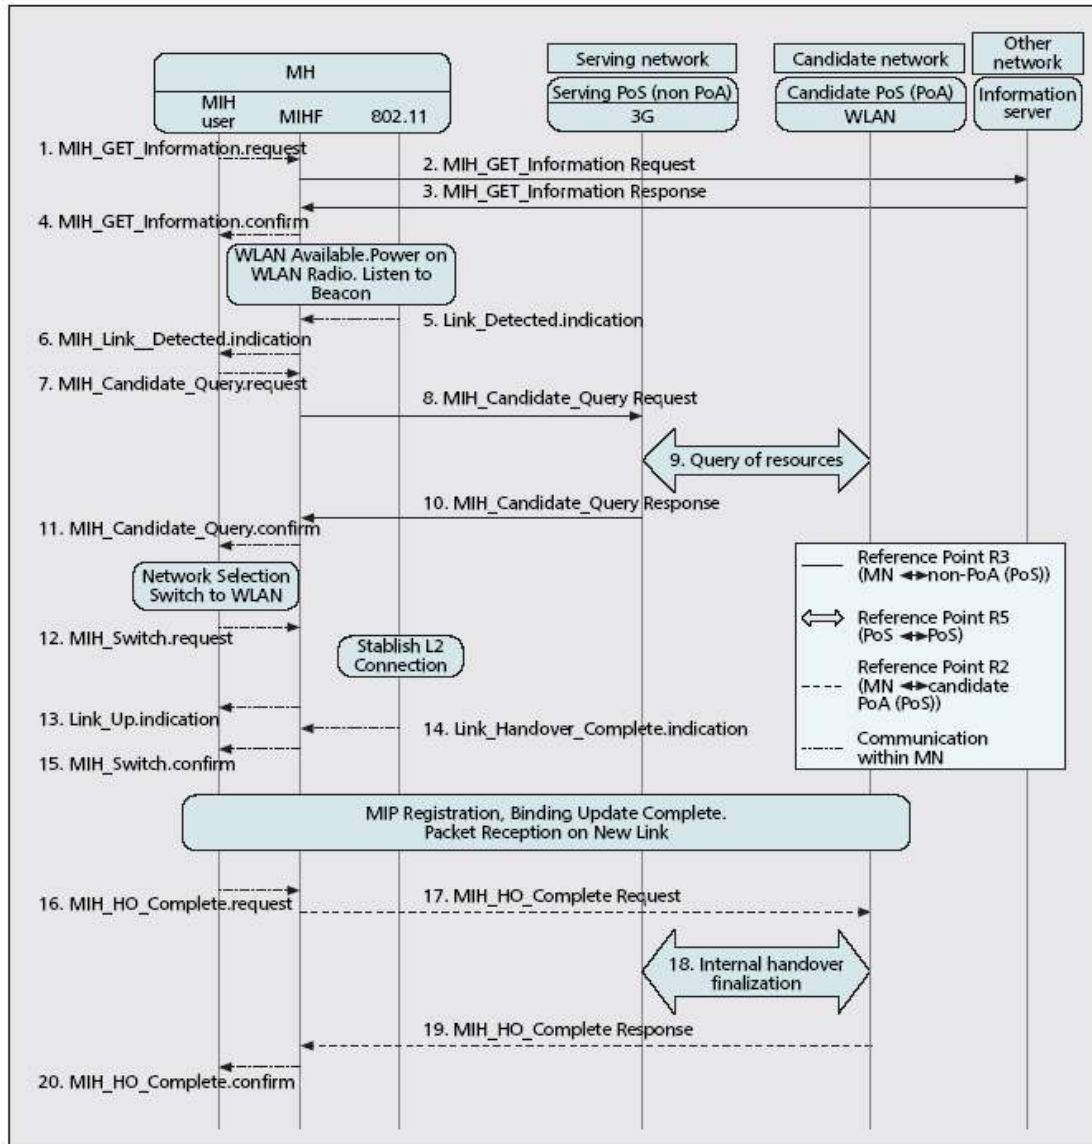 MH
MIH
user
MIHF
802.11
Serving network
Serving PoS (non PoA)
3G
Candidate network
Candidate PoS (PoA)
WLAN
Other
network
Information
server
1. MIH_GET_Information.request
2. MIH_GET_Information Request
3. MIH_GET_Information Response
4. MIH_GET_Information.confirm
WLAN Available.Power on
WLAN Radio. Listen to
Beacon
5. Link_Detected.indication
6. MIH_Link__Detected.indication
7. MIH_Candidate_Query.request
8. MIH_Candidate_Query Request
9. Query of resources
10. MIH_Candidate_Query Response
11. MIH_Candidate_Query.confirm
Network Selection
Switch to WLAN
12. MIH_Switch.request
Stablish L2
Connection
13. Link_Up.indication
14. Link_Handover_Complete.indication
15. MIH_Switch.confirm
Reference Point R3
(MN ◄►non-PoA (PoS))
Reference Point R5
(PoS ◄►PoS)
Reference Point R2
(MN ◄►candidate
PoA (PoS))
Communication
within MN
MIP Registration, Binding Update Complete.
Packet Reception on New Link
16. MIH_HO_Complete.request
17. MIH_HO_Complete Request
18. Internal handover
finalization
19. MIH_HO_Complete Response
20. MIH_HO_Complete.confirm